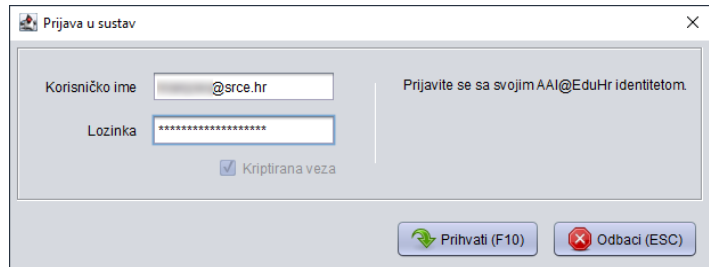 Prijava u sustav
Korisničko ime
@srce.hr
Prijavite se sa svojim AAI@EduHr identitetom.
Lozinka
*******************
Kriptirana veza
Prihvati (F10)
Odbaci (ESC)